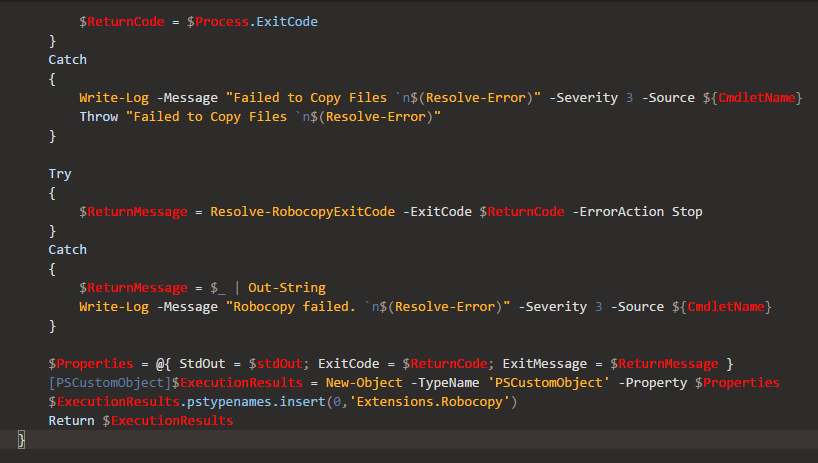 $ReturnCode = $Process.ExitCode
}
Catch
{
Write-Log -Message "Failed to Copy Files `n$(Resolve-Error)" -Severity 3 -Source ${CmdletName}
Throw "Failed to Copy Files `n$(Resolve-Error)"
}
Try
{
$ReturnMessage = Resolve-RobocopyExitCode -ExitCode $ReturnCode -ErrorAction Stop
}
Catch
{
$ReturnMessage = $_ | Out-String
Write-Log -Message "Robocopy failed. `n$(Resolve-Error)" -Severity 3 -Source ${CmdletName}
}
$Properties = @{ StdOut = $stdOut; ExitCode = $ReturnCode; ExitMessage = $ReturnMessage }
[PSCustomObject]$ExecutionResults = New-Object -TypeName 'PSCustomObject' -Property $Properties
$ExecutionResults.pstypenames.insert(0,'Extensions.Robocopy')
Return $ExecutionResults
}